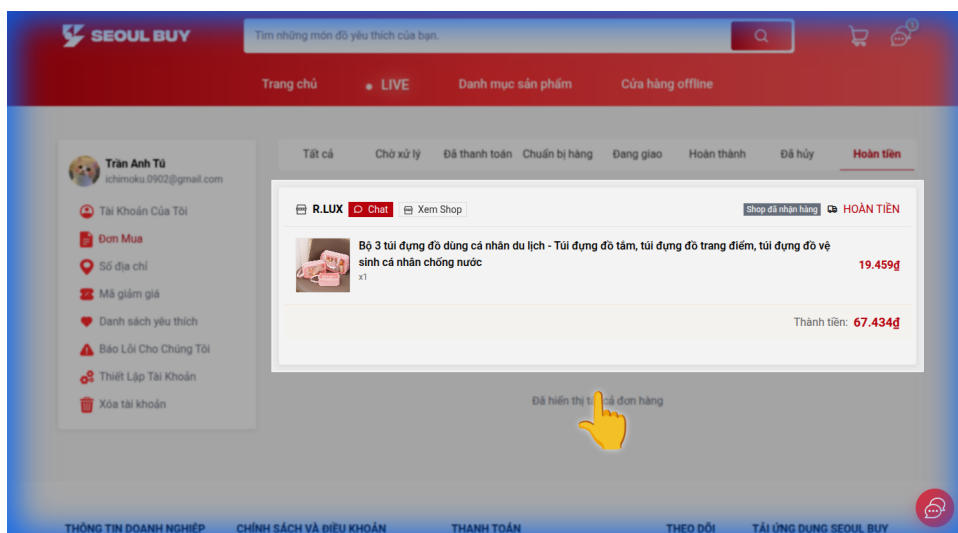 SEOUL BUY
Tìm những món đồ yêu thích của bạn.
1
Trang chủ LIVE Danh mục sản phẩm Cửa hàng offline
Trần Anh Tú
ichimoku.0902@gmail.com
Tài Khoản Của Tôi
Đơn Mua
Số địa chỉ
Mã giảm giá
Danh sách yêu thích
Báo Lỗi Cho Chúng Tôi
Thiết Lập Tài Khoản
Xóa tài khoản
Tất cả Chờ xử lý Đã thanh toán Chuẩn bị hàng Đang giao Hoàn thành Đã hủy Hoàn tiền
R.LUX Chat Xem Shop Shop đã nhận hàng HOÀN TIỀN
Bộ 3 túi đựng đồ dùng cá nhân du lịch - Túi đựng đồ tắm, túi đựng đồ trang điểm, túi đựng đồ vệ
sinh cá nhân chống nước
x1
19.459₫
Thành tiền: 67.434₫
Đã hiển thị cả đơn hàng
THÔNG TIN DOANH NGHIỆP CHÍNH SÁCH VÀ ĐIỀU KHOẢN THANH TOÁN THEO DÕI TẢI ỨNG DỤNG SEOUL BUY